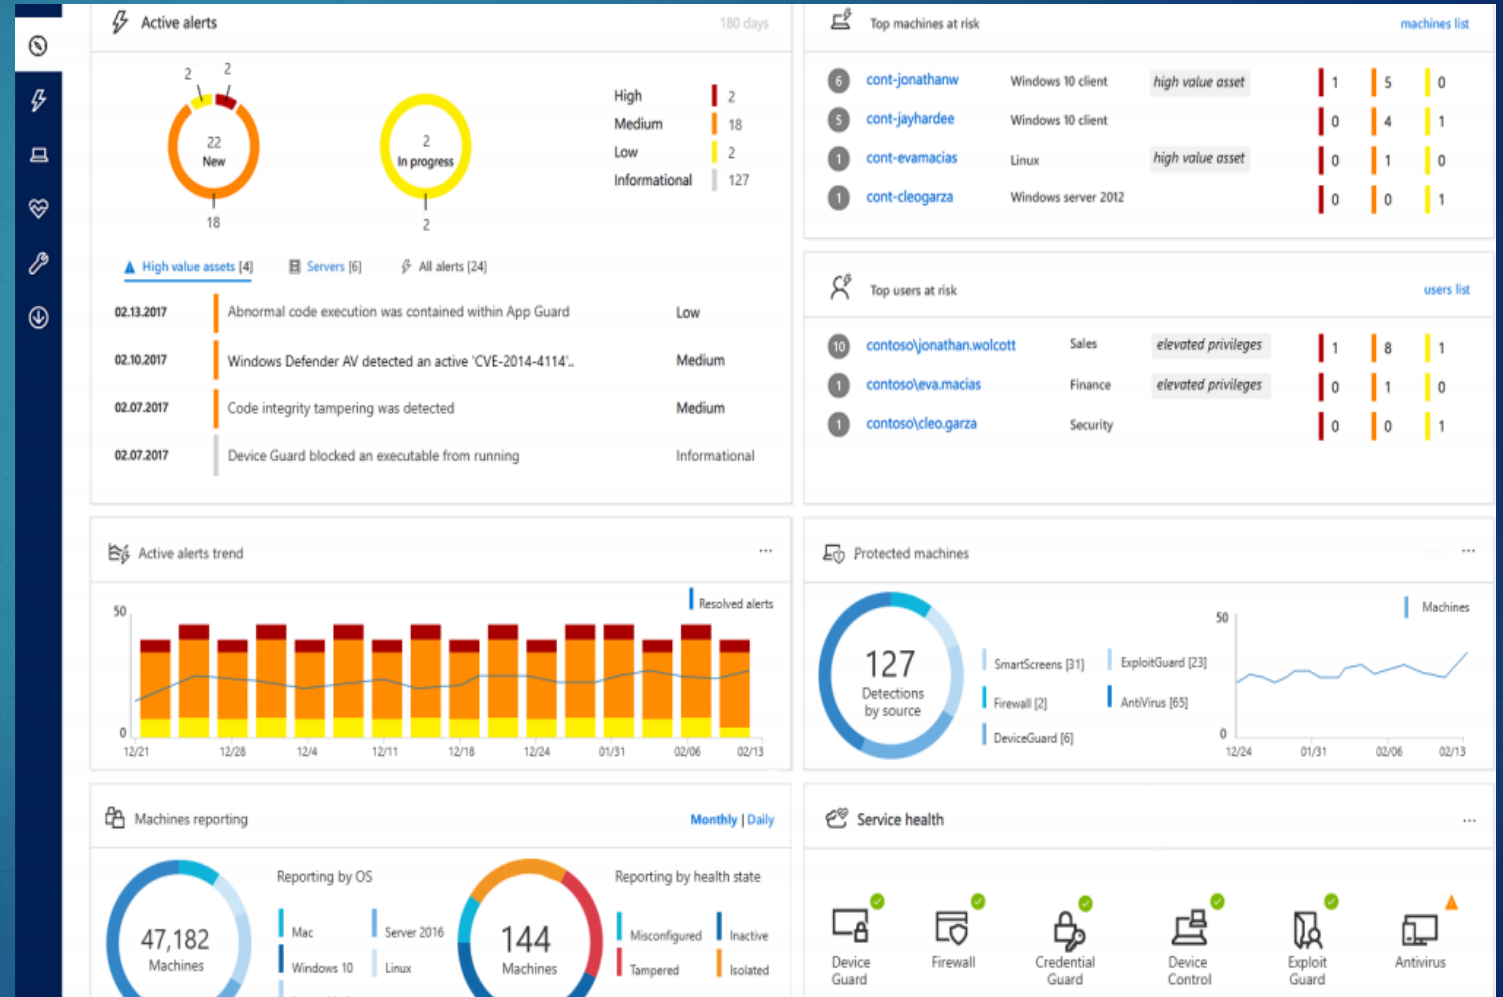 Active alerts
180 days
2
2
22
New
18
2
In progress
2
High 2
Medium 18
Low 2
Informational 127
High value assets [4] Servers [6] All alerts [24]
02.13.2017 Abnormal code execution was contained within App Guard Low
02.10.2017 Windows Defender AV detected an active 'CVE-2014-4114'.. Medium
02.07.2017 Code integrity tampering was detected Medium
02.07.2017 Device Guard blocked an executable from running Informational
Top machines at risk machines list
6 cont-jonathanw Windows 10 client high value asset 1 5 0
5 cont-jayhardee Windows 10 client 0 4 1
1 cont-evamacias Linux high value asset 0 1 0
1 cont-cleogarza Windows server 2012 0 0 1
Top users at risk users list
10 contoso\jonathan.wolcott Sales elevated privileges 1 8 1
1 contoso\eva.macias Finance elevated privileges 0 1 0
1 contoso\cleo.garza Security 0 0 1
Active alerts trend ...
Resolved alerts
50
0
12/21 12/28 12/4 12/11 12/18 12/24 01/31 02/06 02/13
Protected machines ...
127
Detections
by source
SmartScreens [31] ExploitGuard [23]
Firewall [2] AntiVirus [65]
DeviceGuard [6]
Machines
50
0
12/24 01/31 02/06 02/13
Machines reporting Monthly | Daily
47,182
Machines
Reporting by OS
Mac Server 2016
Windows 10 Linux
144
Machines
Reporting by health state
Misconfigured Inactive
Tampered Isolated
Service health ...
Device
Guard
Firewall
Credential
Guard
Device
Control
Exploit
Guard
Antivirus